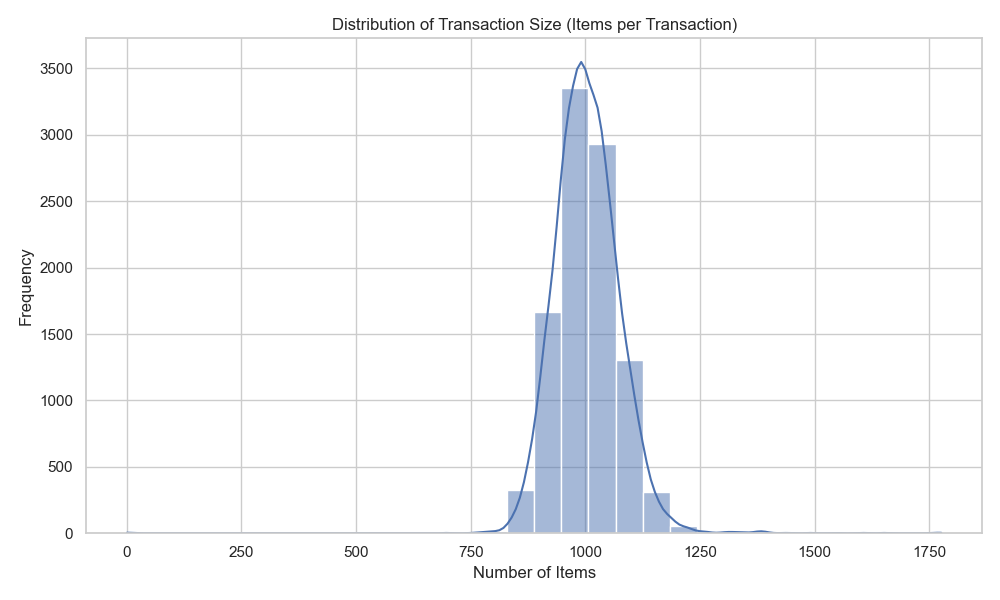 Distribution of Transaction Size (Items per Transaction)
Frequency
3500
3000
2500
2000
1500
1000
500
0
0 250 500 750 1000 1250 1500 1750
Number of Items